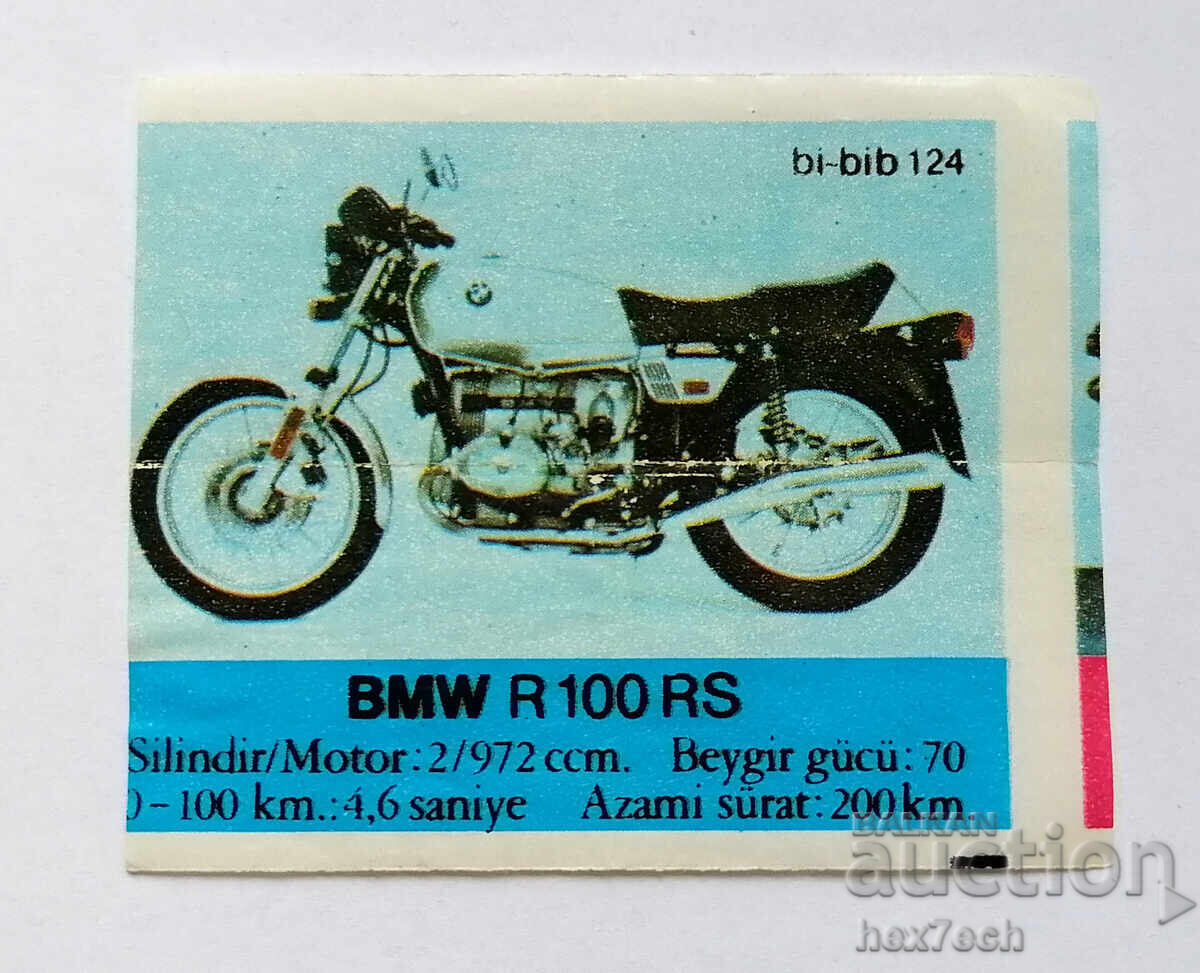 bi-bib 124
BMW R 100 RS
Silindir/Motor: 2/972 ccm. Beygir gücü: 70
0-100 km.: 4,6 saniye Azami sürat: 200 km.
BALKAN
auction
hex7ech